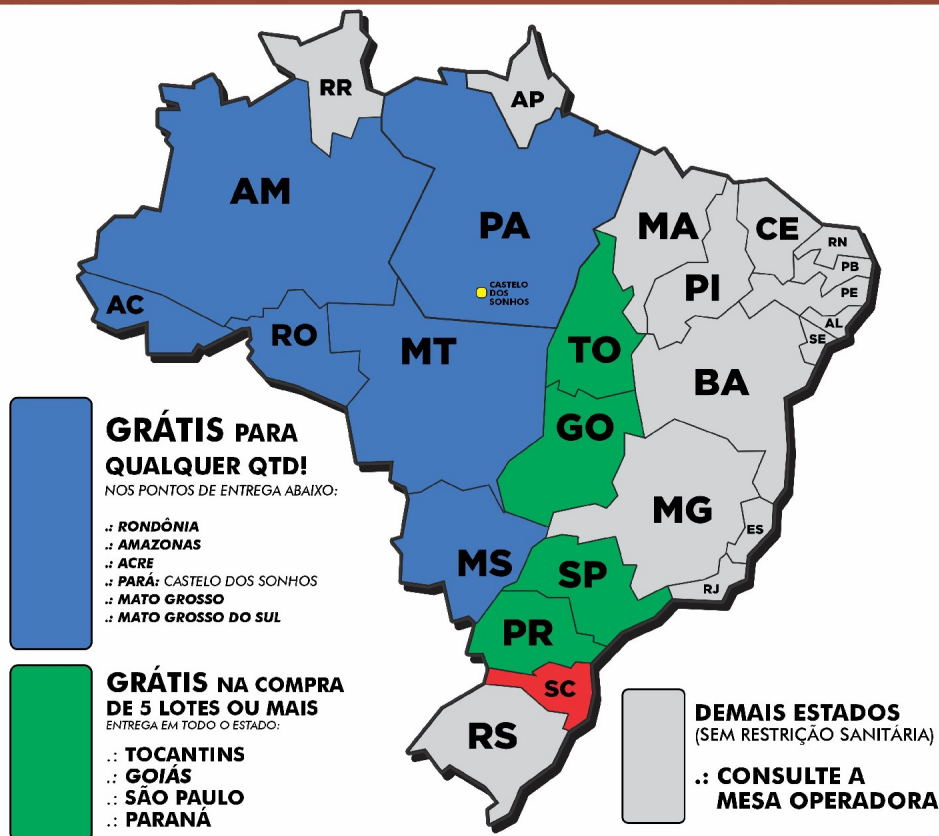 RR
AP
AM
PA
MA
CE
RN
PB
PE
AL
SE
PI
CASTELO
DOS
SONHOS
AC
RO
MT
TO
BA
GO
MG
ES
RJ
MS
SP
PR
SC
RS
GRÁTIS PARA
QUALQUER QTD!
NOS PONTOS DE ENTREGA ABAIXO:
.: RONDÔNIA
.: AMAZONAS
.: ACRE
.: PARÁ: CASTELO DOS SONHOS
.: MATO GROSSO
.: MATO GROSSO DO SUL
GRÁTIS NA COMPRA
DE 5 LOTES OU MAIS
ENTREGA EM TODO O ESTADO:
.: TOCANTINS
.: GOIÁS
.: SÃO PAULO
.: PARANÁ
DEMAIS ESTADOS
(SEM RESTRIÇÃO SANITÁRIA)
.: CONSULTE A
MESA OPERADORA